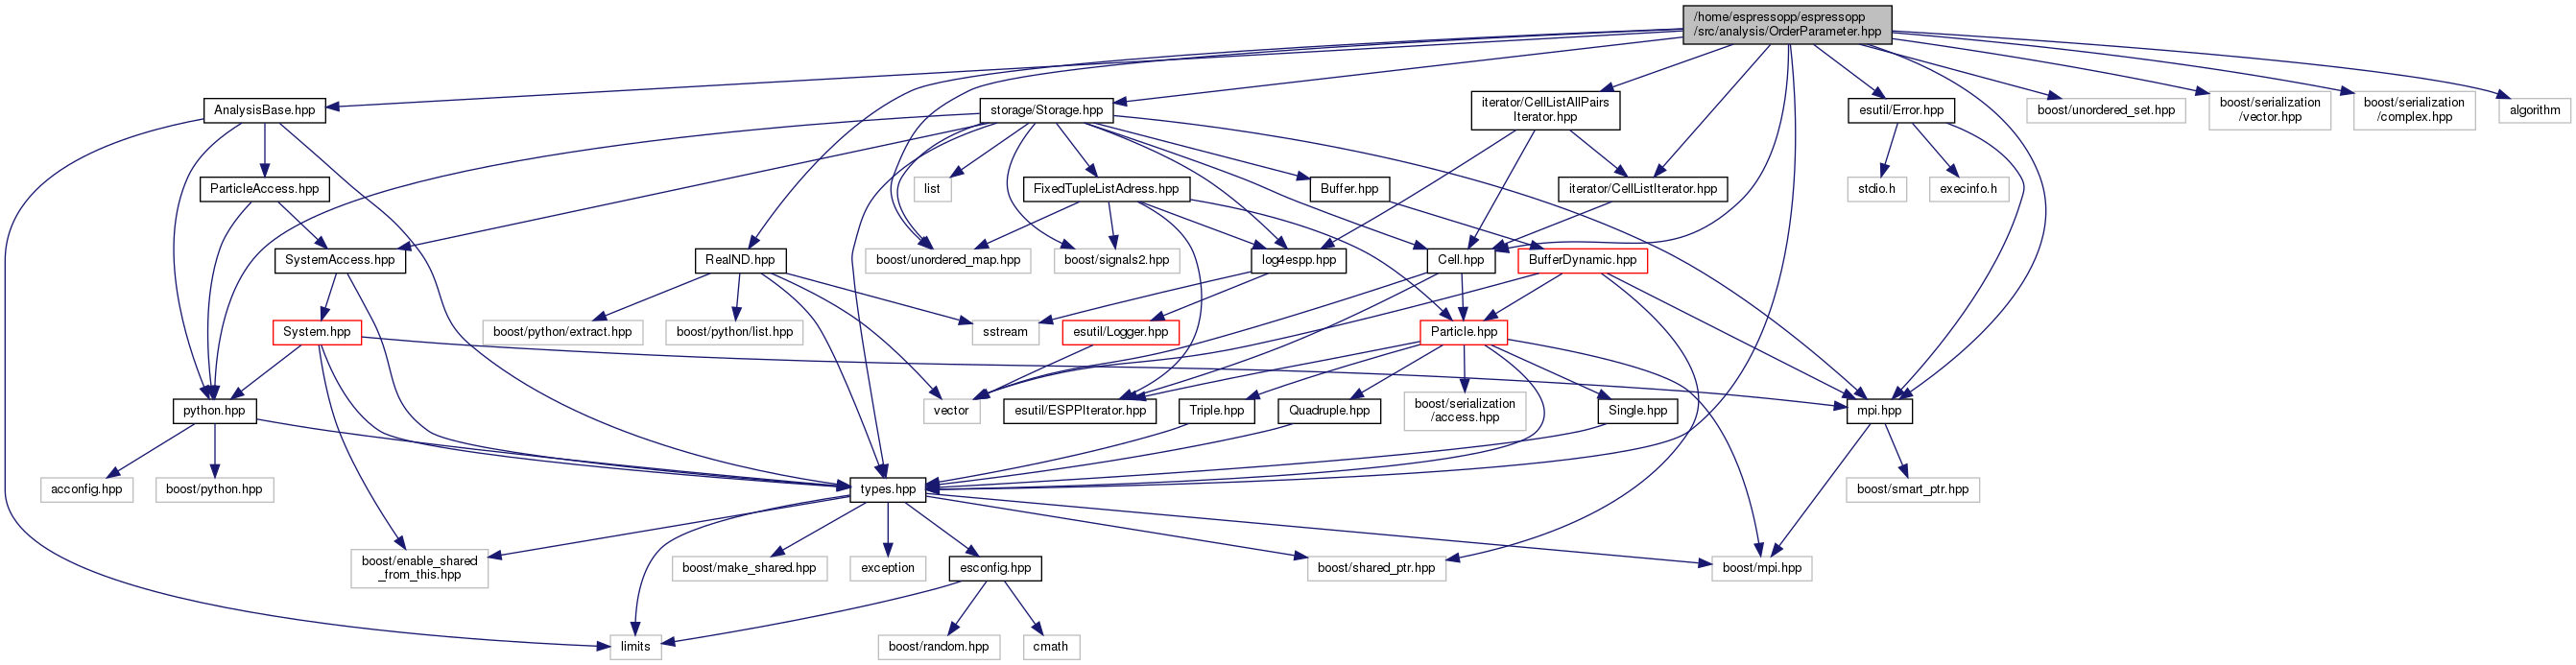 /home/espressopp/espressopp
/src/analysis/OrderParameter.hpp
AnalysisBase.hpp
storage/Storage.hpp
iterator/CellListAllPairs
Iterator.hpp
esutil/Error.hpp
boost/unordered_set.hpp
boost/serialization
/vector.hpp
boost/serialization
/complex.hpp
algorithm
ParticleAccess.hpp
list
FixedTupleListAdress.hpp
Buffer.hpp
iterator/CellListIterator.hpp
stdio.h
execinfo.h
SystemAccess.hpp
RealND.hpp
boost/unordered_map.hpp
boost/signals2.hpp
log4espp.hpp
Cell.hpp
BufferDynamic.hpp
System.hpp
boost/python/extract.hpp
boost/python/list.hpp
sstream
esutil/Logger.hpp
Particle.hpp
python.hpp
vector
esutil/ESPPIterator.hpp
Triple.hpp
Quadruple.hpp
boost/serialization
/access.hpp
Single.hpp
mpi.hpp
acconfig.hpp
boost/python.hpp
types.hpp
boost/smart_ptr.hpp
boost/enable_shared
_from_this.hpp
boost/make_shared.hpp
exception
esconfig.hpp
boost/shared_ptr.hpp
boost/mpi.hpp
limits
boost/random.hpp
cmath